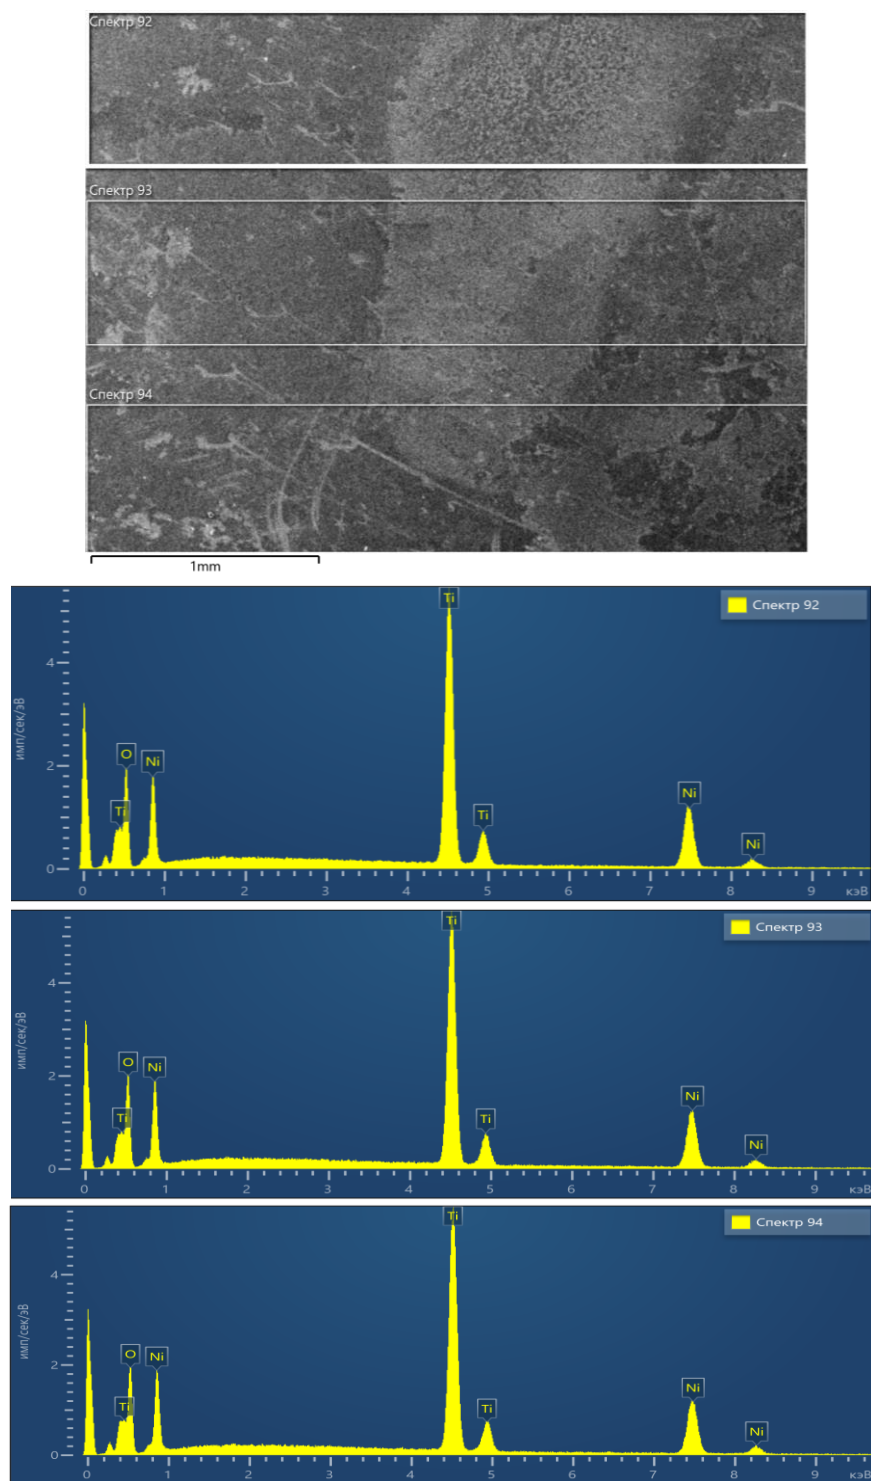 Спектр 92
Спектр 93
Спектр 94
1mm
Ti
Спектр 92
4
имп/сек/эВ
2
O
Ni
Ti
Ti
Ni
Ni
0
0 1 2 3 4 5 6 7 8 9 кэВ
Ti
Спектр 93
4
имп/сек/эВ
2
O
Ni
Ti
Ti
Ni
Ni
0
0 1 2 3 4 5 6 7 8 9 кэВ
Ti
Спектр 94
4
имп/сек/эВ
2
O
Ni
Ti
Ti
Ni
Ni
0
0 1 2 3 4 5 6 7 8 9 кэВ